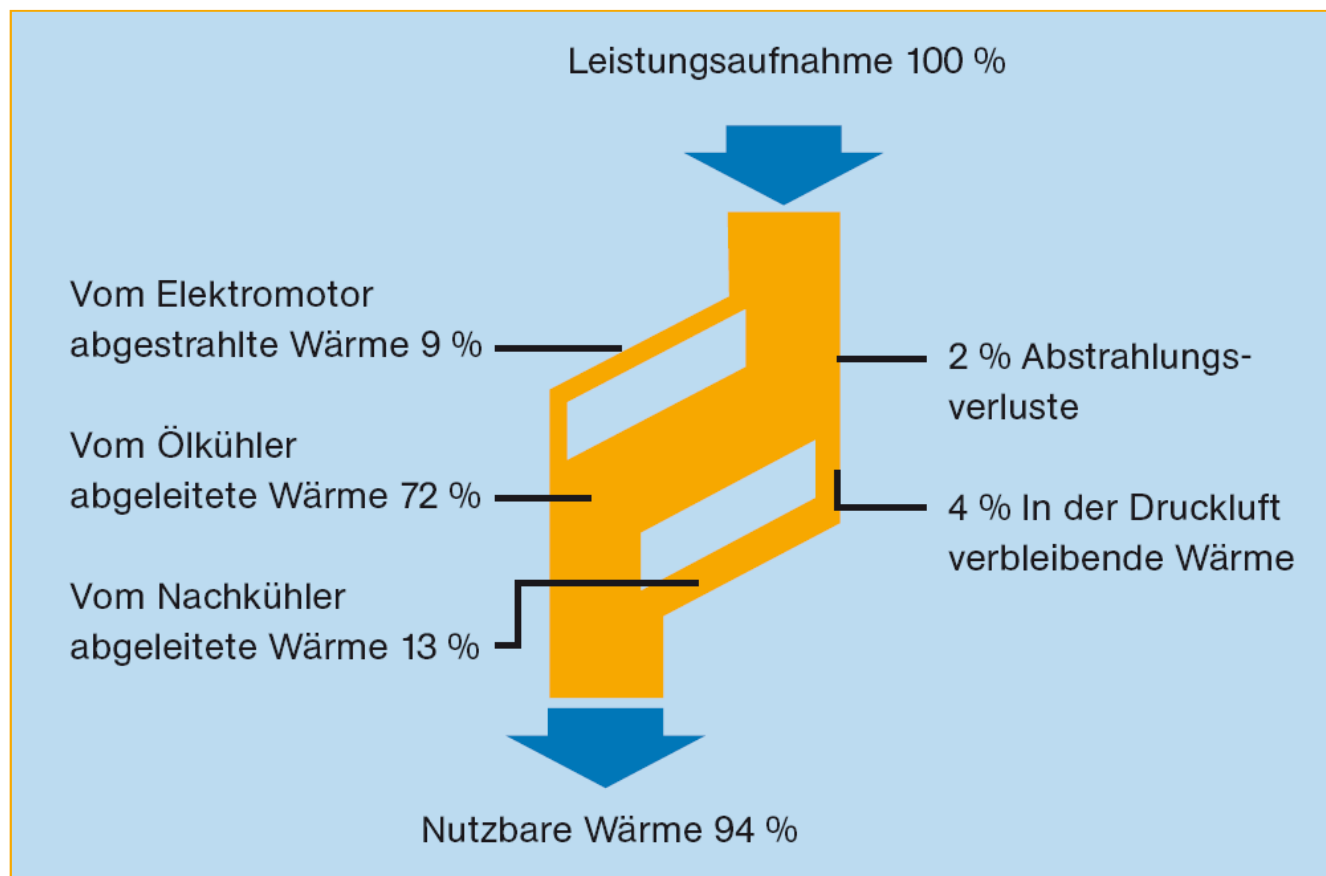 Leistungsaufnahme 100 %
Vom Elektromotor
abgestrahlte Wärme 9 %
2 % Abstrahlungs-
verluste
Vom Ölkühler
abgeleitete Wärme 72 %
4 % In der Druckluft
verbleibende Wärme
Vom Nachkühler
abgeleitete Wärme 13 %
Nutzbare Wärme 94 %